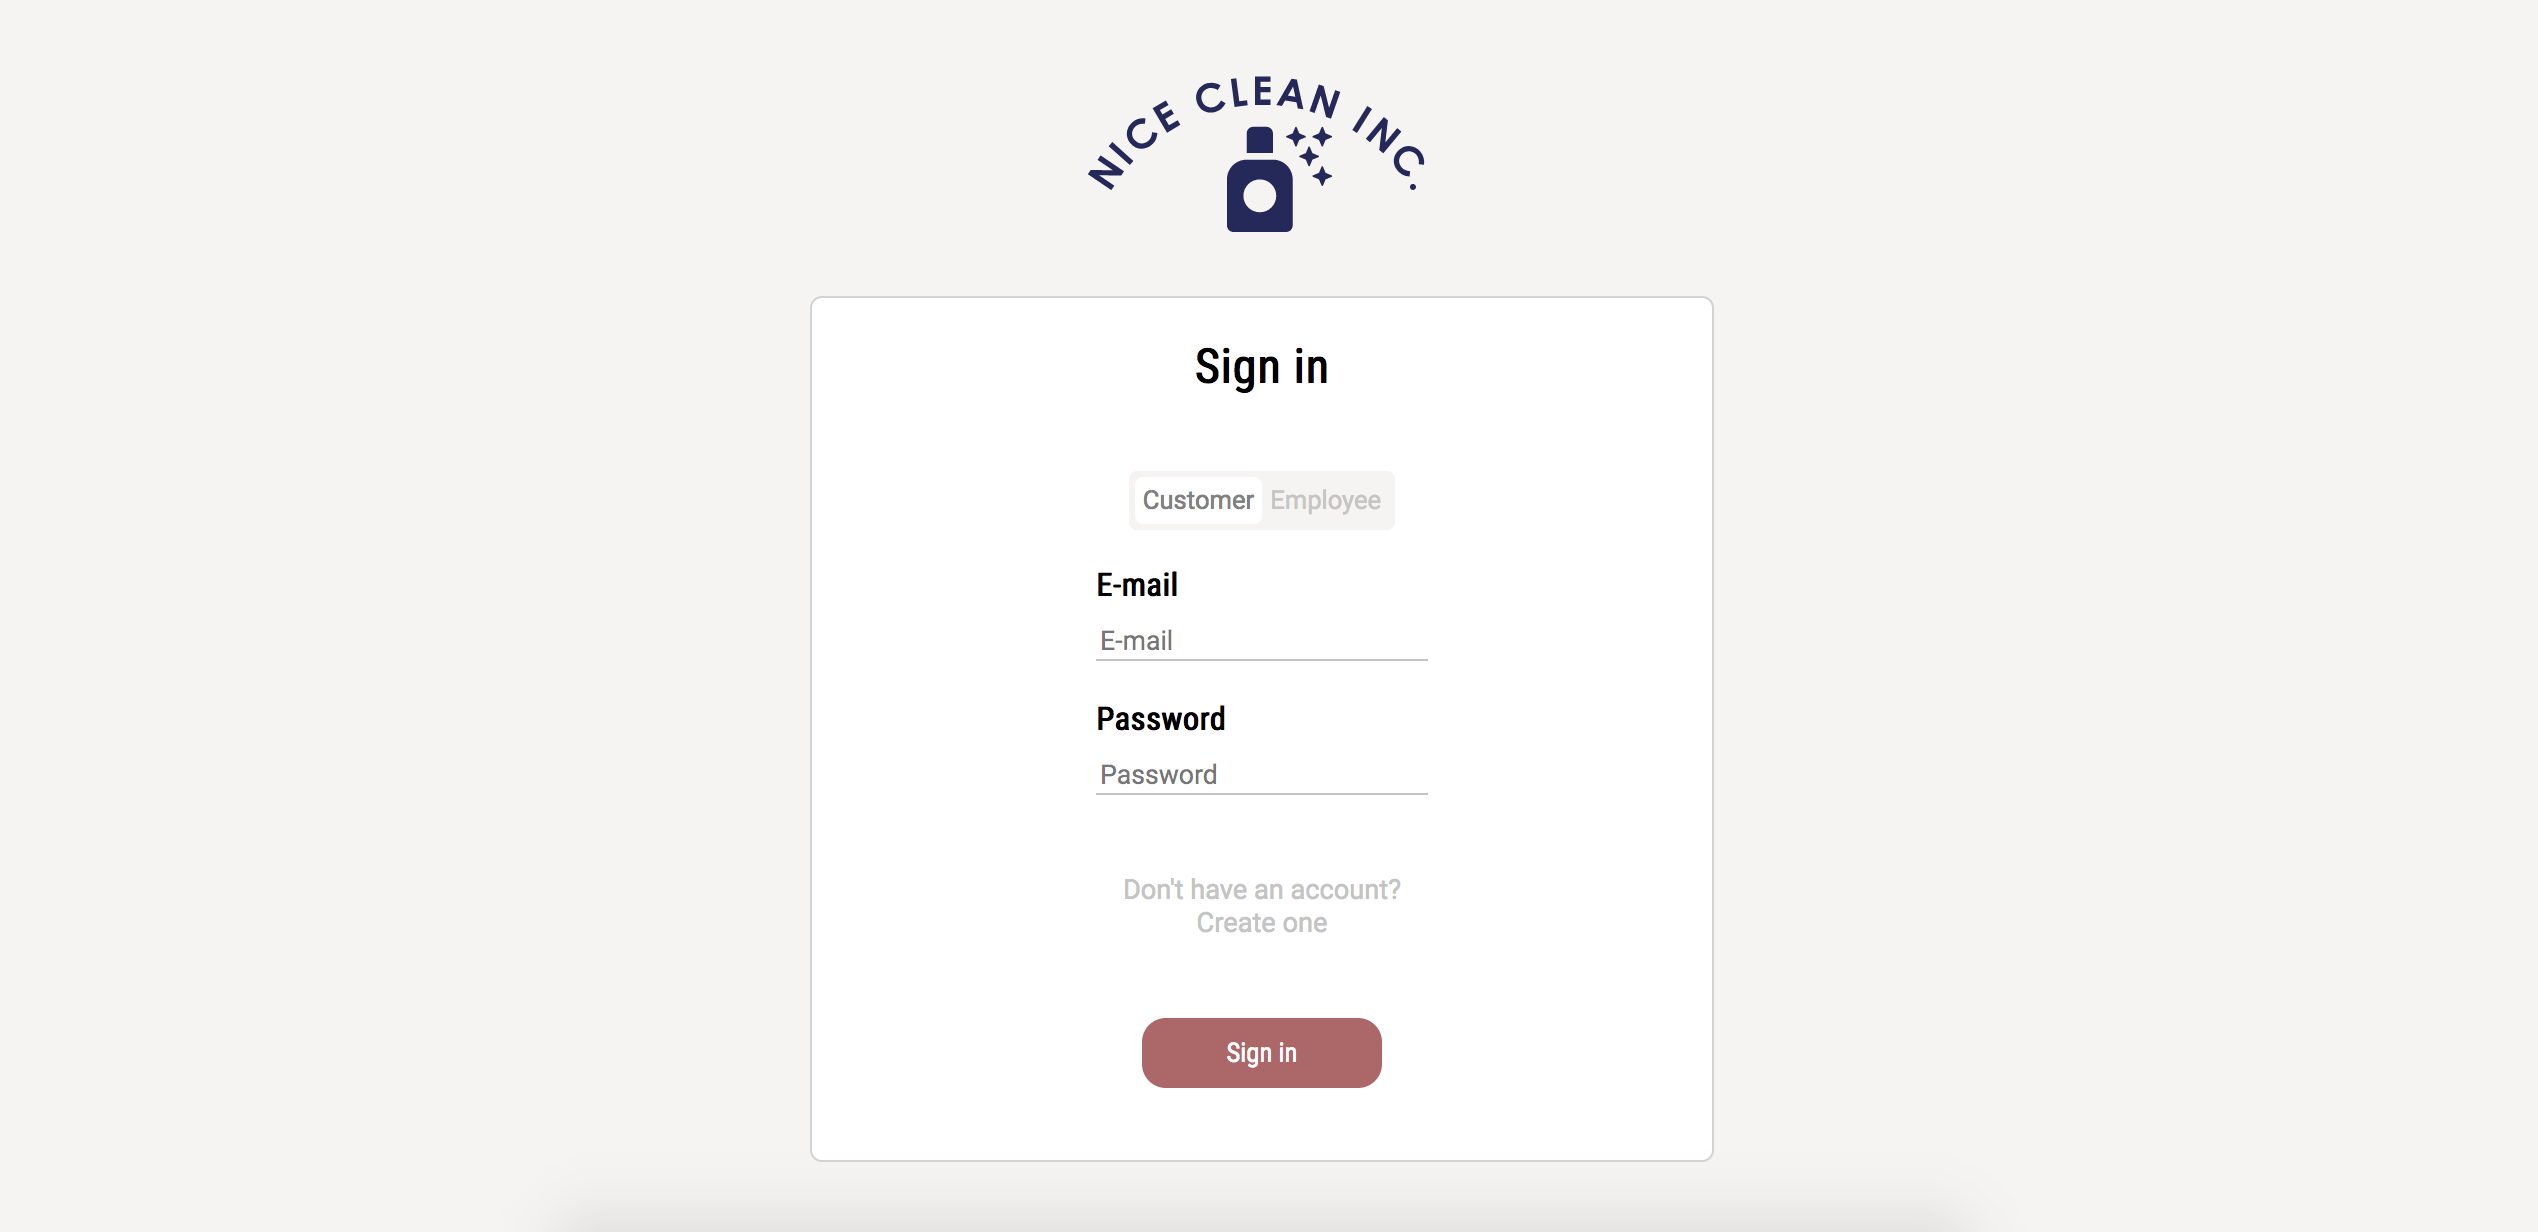 NICE CLEAN INC.
Sign in
Customer Employee
E-mail
E-mail
Password
Password
Don't have an account?
Create one
Sign in